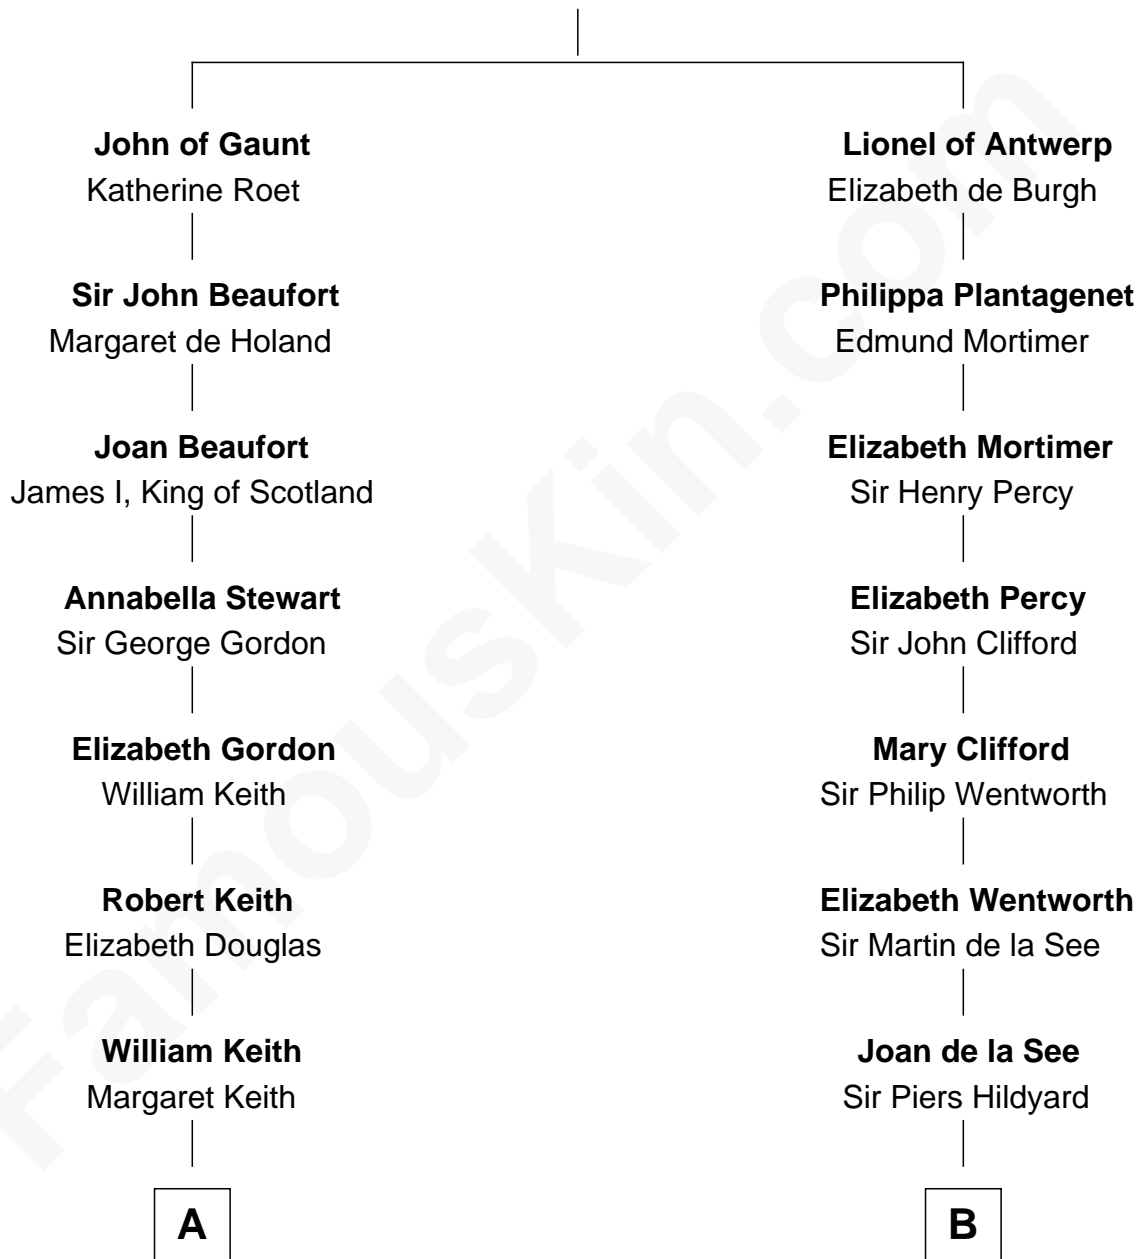 John of Gaunt
Katherine Roet
Sir John Beaufort
Margaret de Holand
Joan Beaufort
James I, King of Scotland
Annabella Stewart
Sir George Gordon
Elizabeth Gordon
William Keith
Robert Keith
Elizabeth Douglas
William Keith
Margaret Keith
A
Lionel of Antwerp
Elizabeth de Burgh
Philippa Plantagenet
Edmund Mortimer
Elizabeth Mortimer
Sir Henry Percy
Elizabeth Percy
Sir John Clifford
Mary Clifford
Sir Philip Wentworth
Elizabeth Wentworth
Sir Martin de la See
Joan de la See
Sir Piers Hildyard
B
FamousKin.com